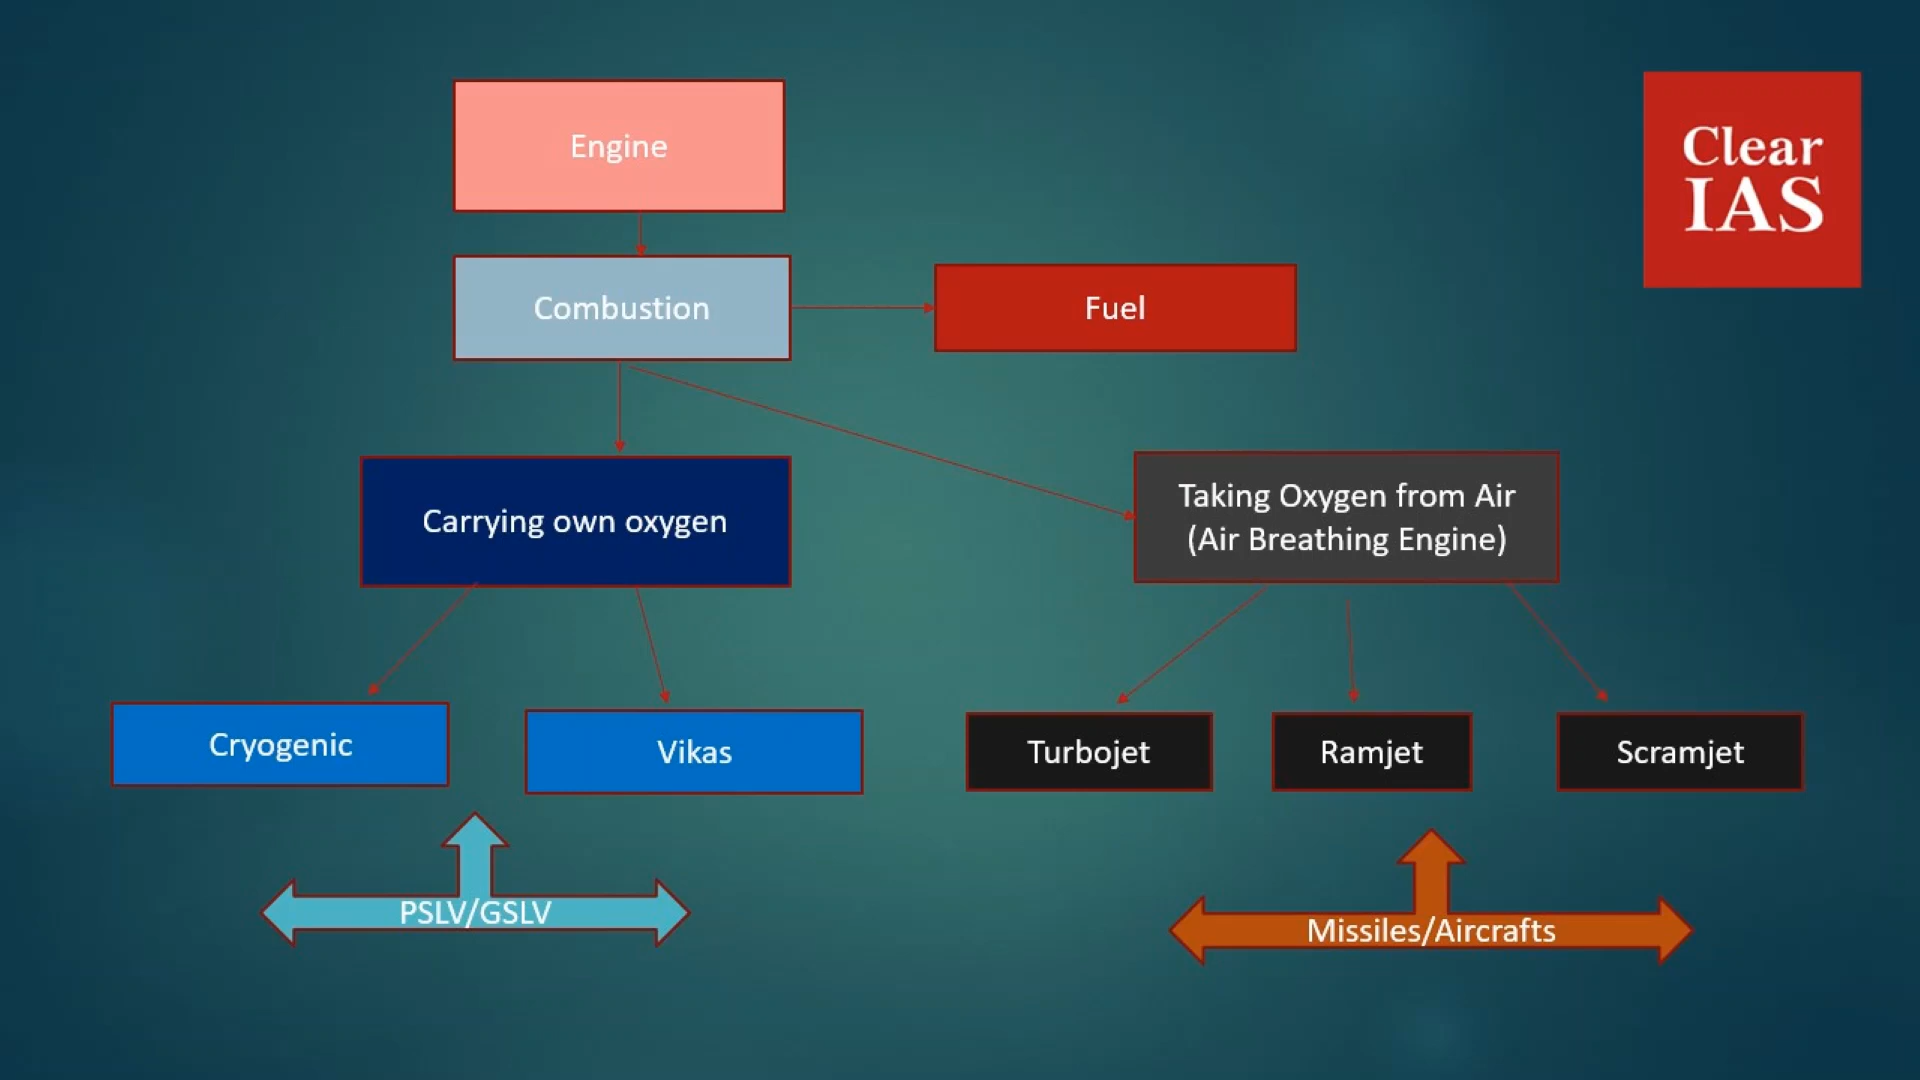 Engine
Clear
IAS
Combustion
Fuel
Carrying own oxygen
Taking Oxygen from Air
(Air Breathing Engine)
Cryogenic
Vikas
Turbojet
Ramjet
Scramjet
PSLV/GSLV
Missiles/Aircrafts